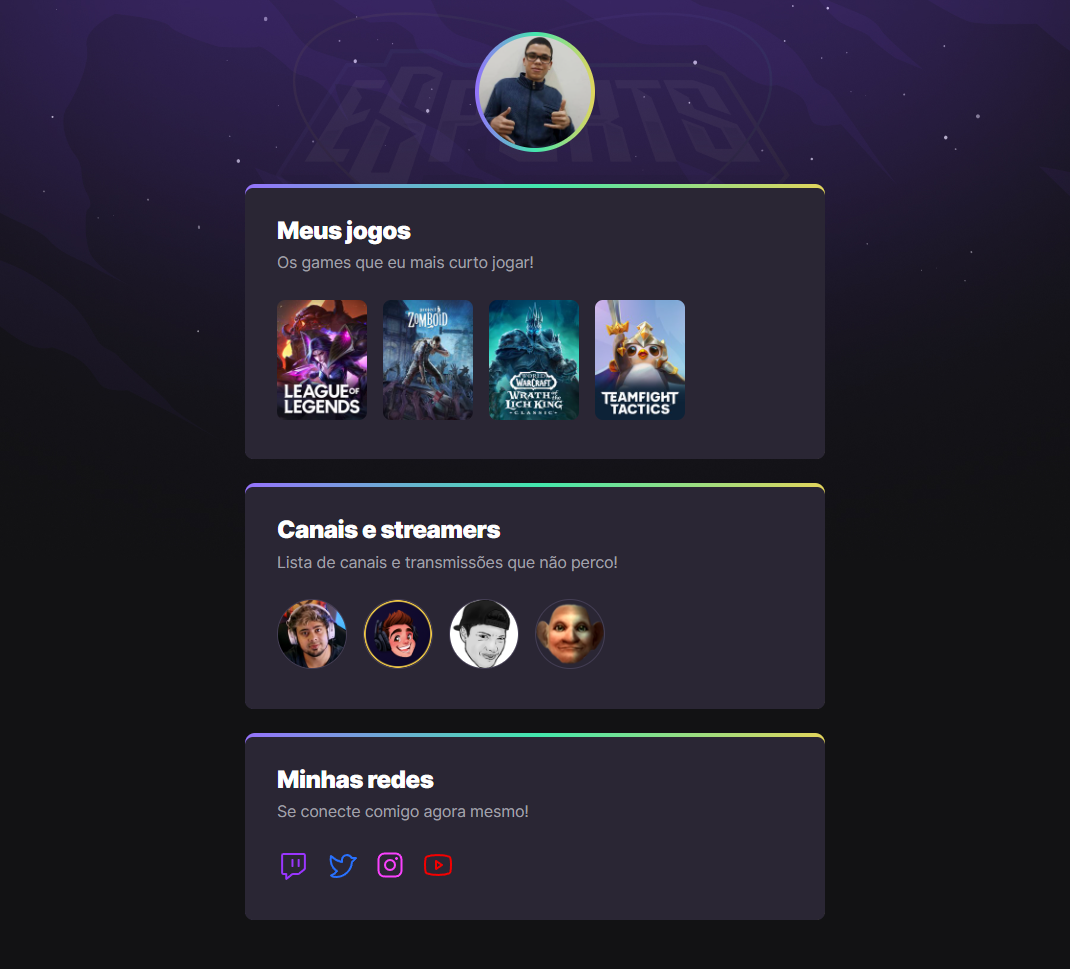 ESPORTS
Meus jogos
Os games que eu mais curto jogar!
LEAGUE OF
LEGENDS
PROJECT
ZOMBOID
WORLD
WARCRAFT
WRATH of the
LICH KING
CLASSIC
TEAMFIGHT
TACTICS
Canais e streamers
Lista de canais e transmissões que não perco!
Minhas redes
Se conecte comigo agora mesmo!